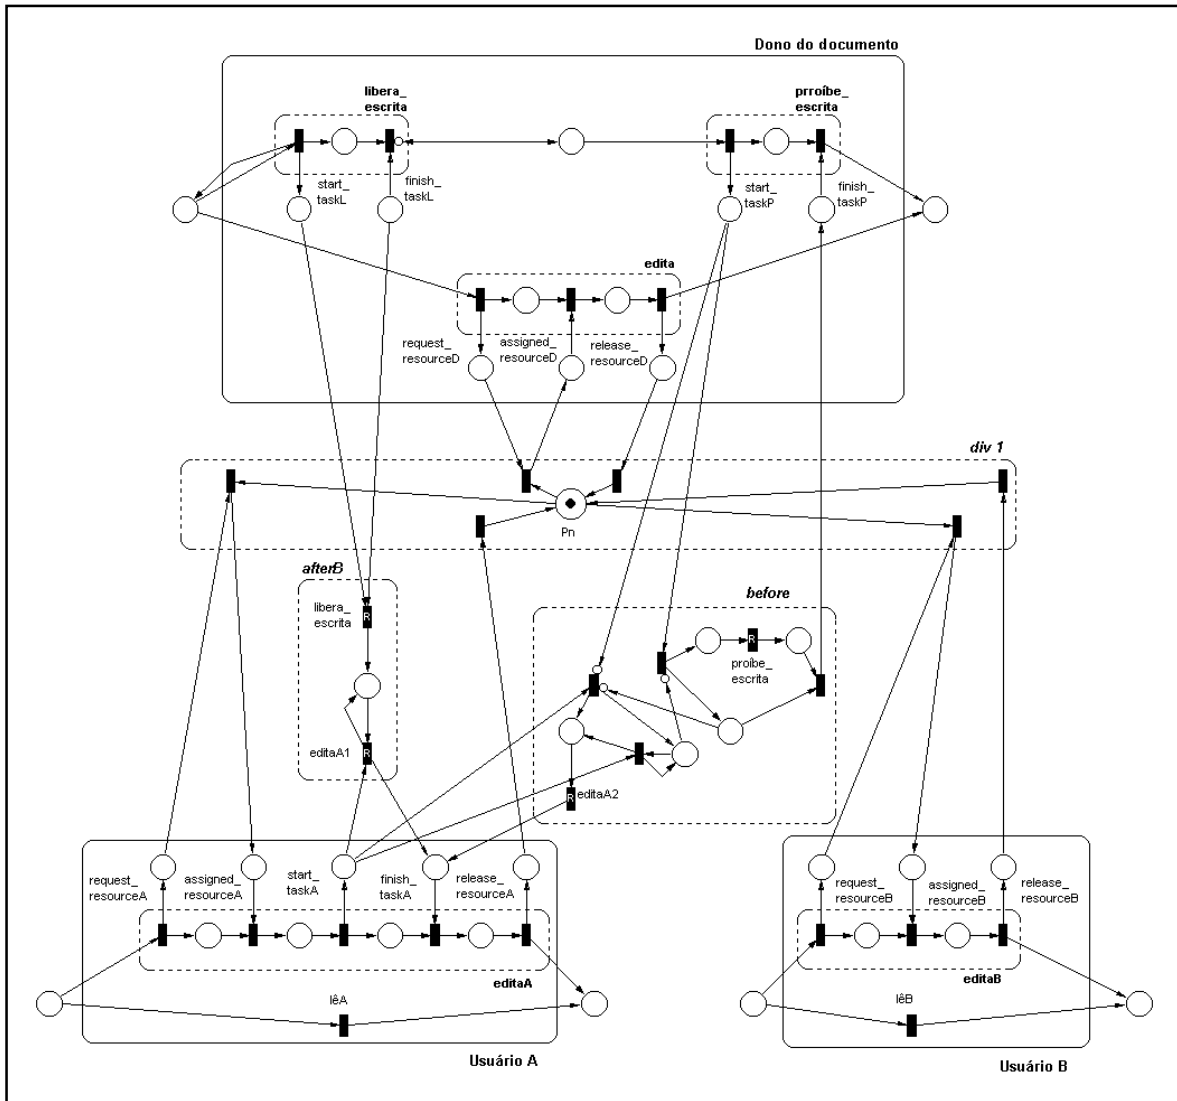 Dono do documento
libera_
escrita
prroíbe_
escrita
start_
taskL
finish_
taskL
start_
taskP
finish_
taskP
edita
request_
resourceD
assigned_
resourceD
release_
resourceD
div 1
Pn
afterB
libera_
escrita
R
editaA1
R
before
R
proíbe_
escrita
R
editaA2
request_
resourceA
assigned_
resourceA
start_
taskA
finish_
taskA
release_
resourceA
editaA
lêA
Usuário A
request_
resourceB
assigned_
resourceB
release_
resourceB
editaB
lêB
Usuário B